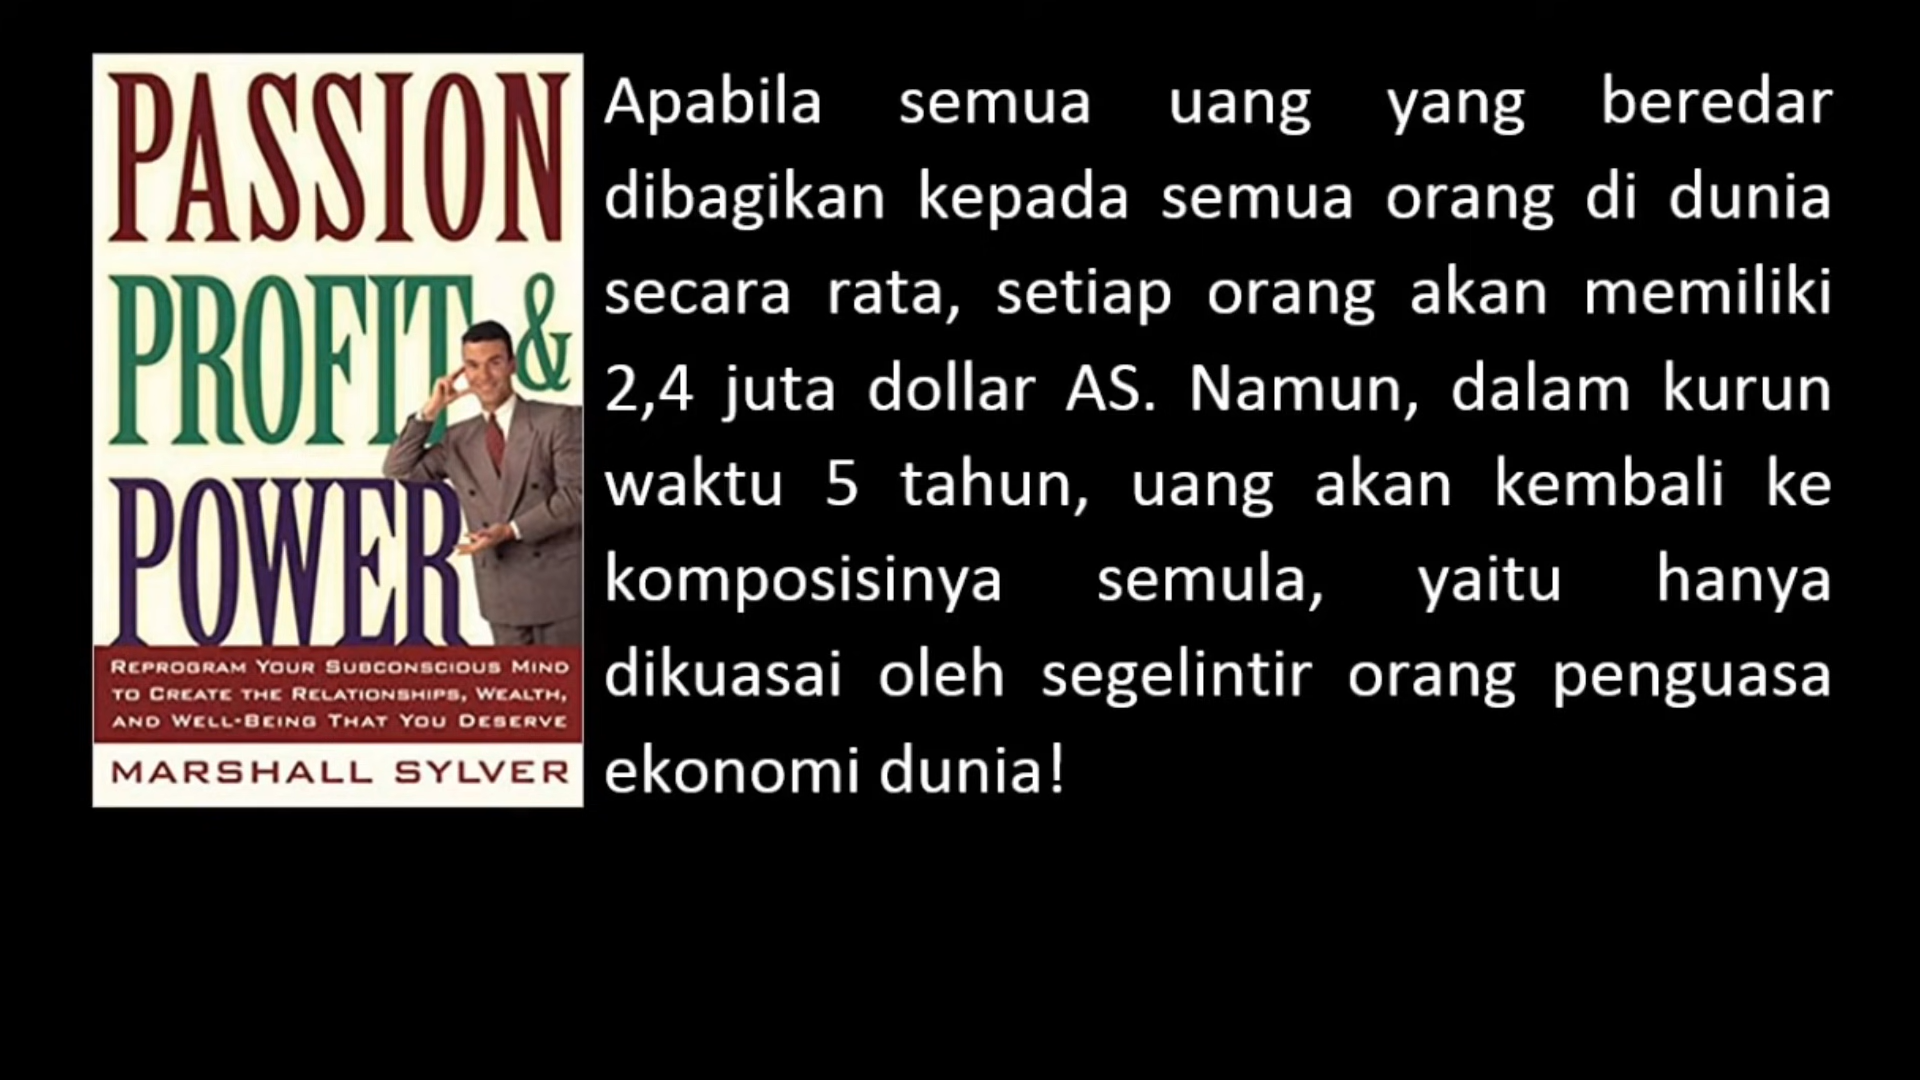 PASSION
PROFIT &
POWER
REPROGRAM YOUR SUBCONSCIOUS MIND
TO CREATE THE RELATIONSHIPS, WEALTH,
AND WELL-BEING THAT YOU DESERVE
MARSHALL SYLVER
Apabila semua uang yang beredar
dibagikan kepada semua orang di dunia
secara rata, setiap orang akan memiliki
2,4 juta dollar AS. Namun, dalam kurun
waktu 5 tahun, uang akan kembali ke
komposisinya semula, yaitu hanya
dikuasai oleh segelintir orang penguasa
ekonomi dunia!